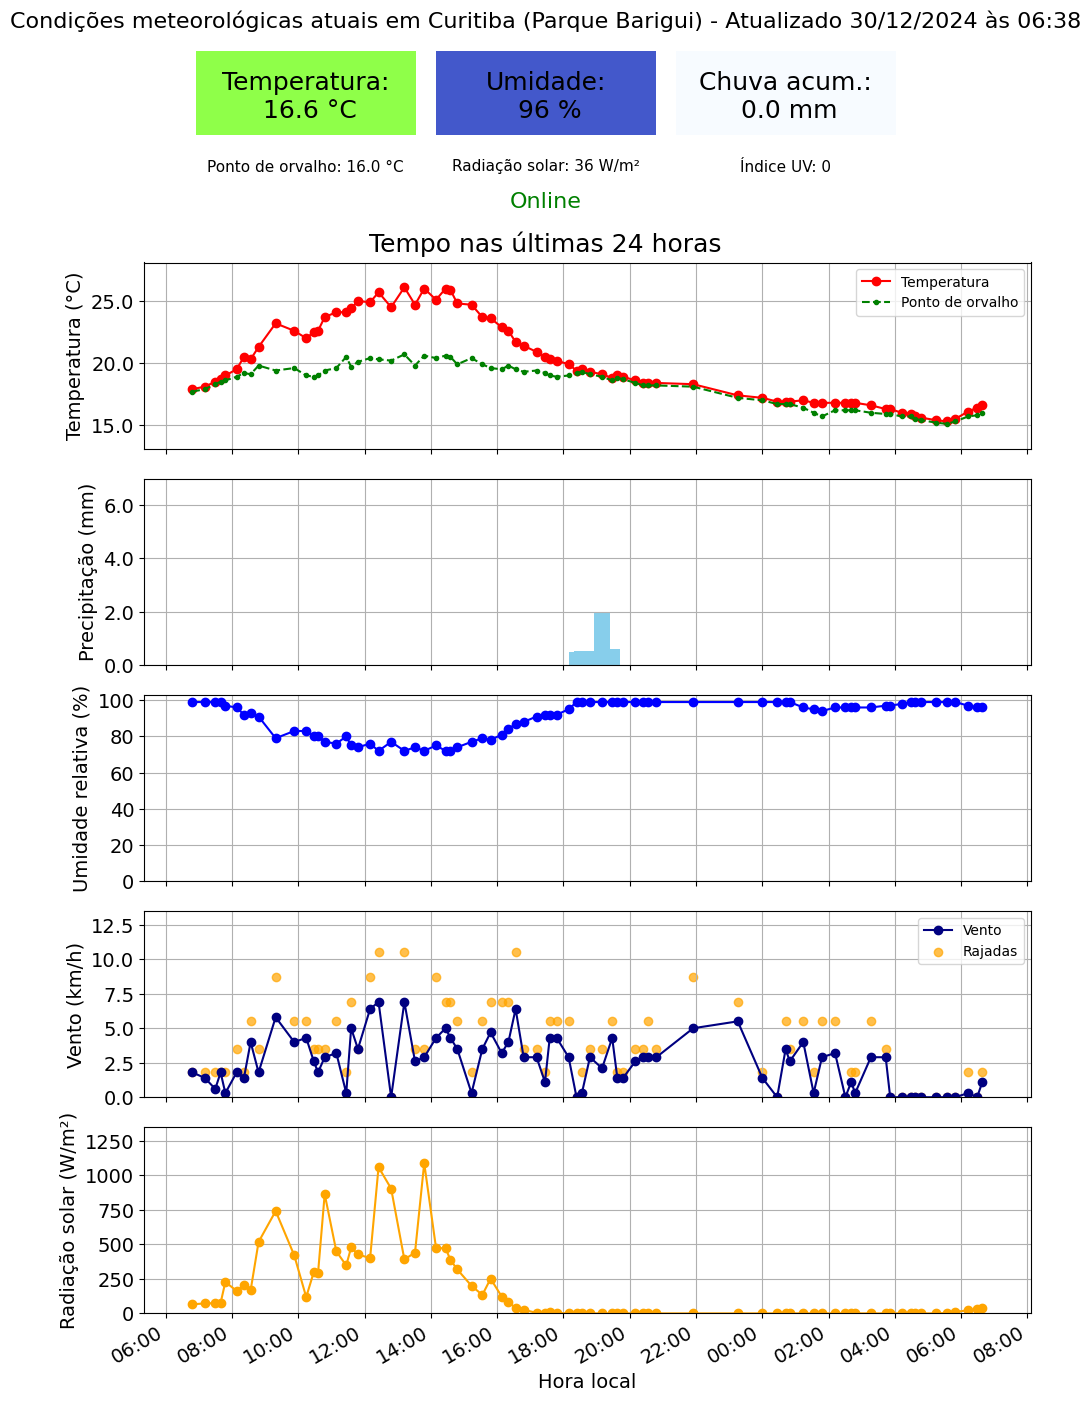 Condições meteorológicas atuais em Curitiba (Parque Barigui) - Atualizado 30/12/2024 às 06:38
Temperatura:
16.6 °C
Umidade:
96 %
Chuva acum.:
0.0 mm
Ponto de orvalho: 16.0 °C
Radiação solar: 36 W/m²
Índice UV: 0
Online
Tempo nas últimas 24 horas
Temperatura (°C)
25.0
20.0
15.0
Temperatura
Ponto de orvalho
Precipitação (mm)
6.0
4.0
2.0
0.0
Umidade relativa (%)
100
80
60
40
20
0
Vento (km/h)
12.5
10.0
7.5
5.0
2.5
0.0
Vento
Rajadas
Radiação solar (W/m²)
1250
1000
750
500
250
0
06:00
08:00
10:00
12:00
14:00
16:00
18:00
20:00
22:00
00:00
02:00
04:00
06:00
08:00
Hora local